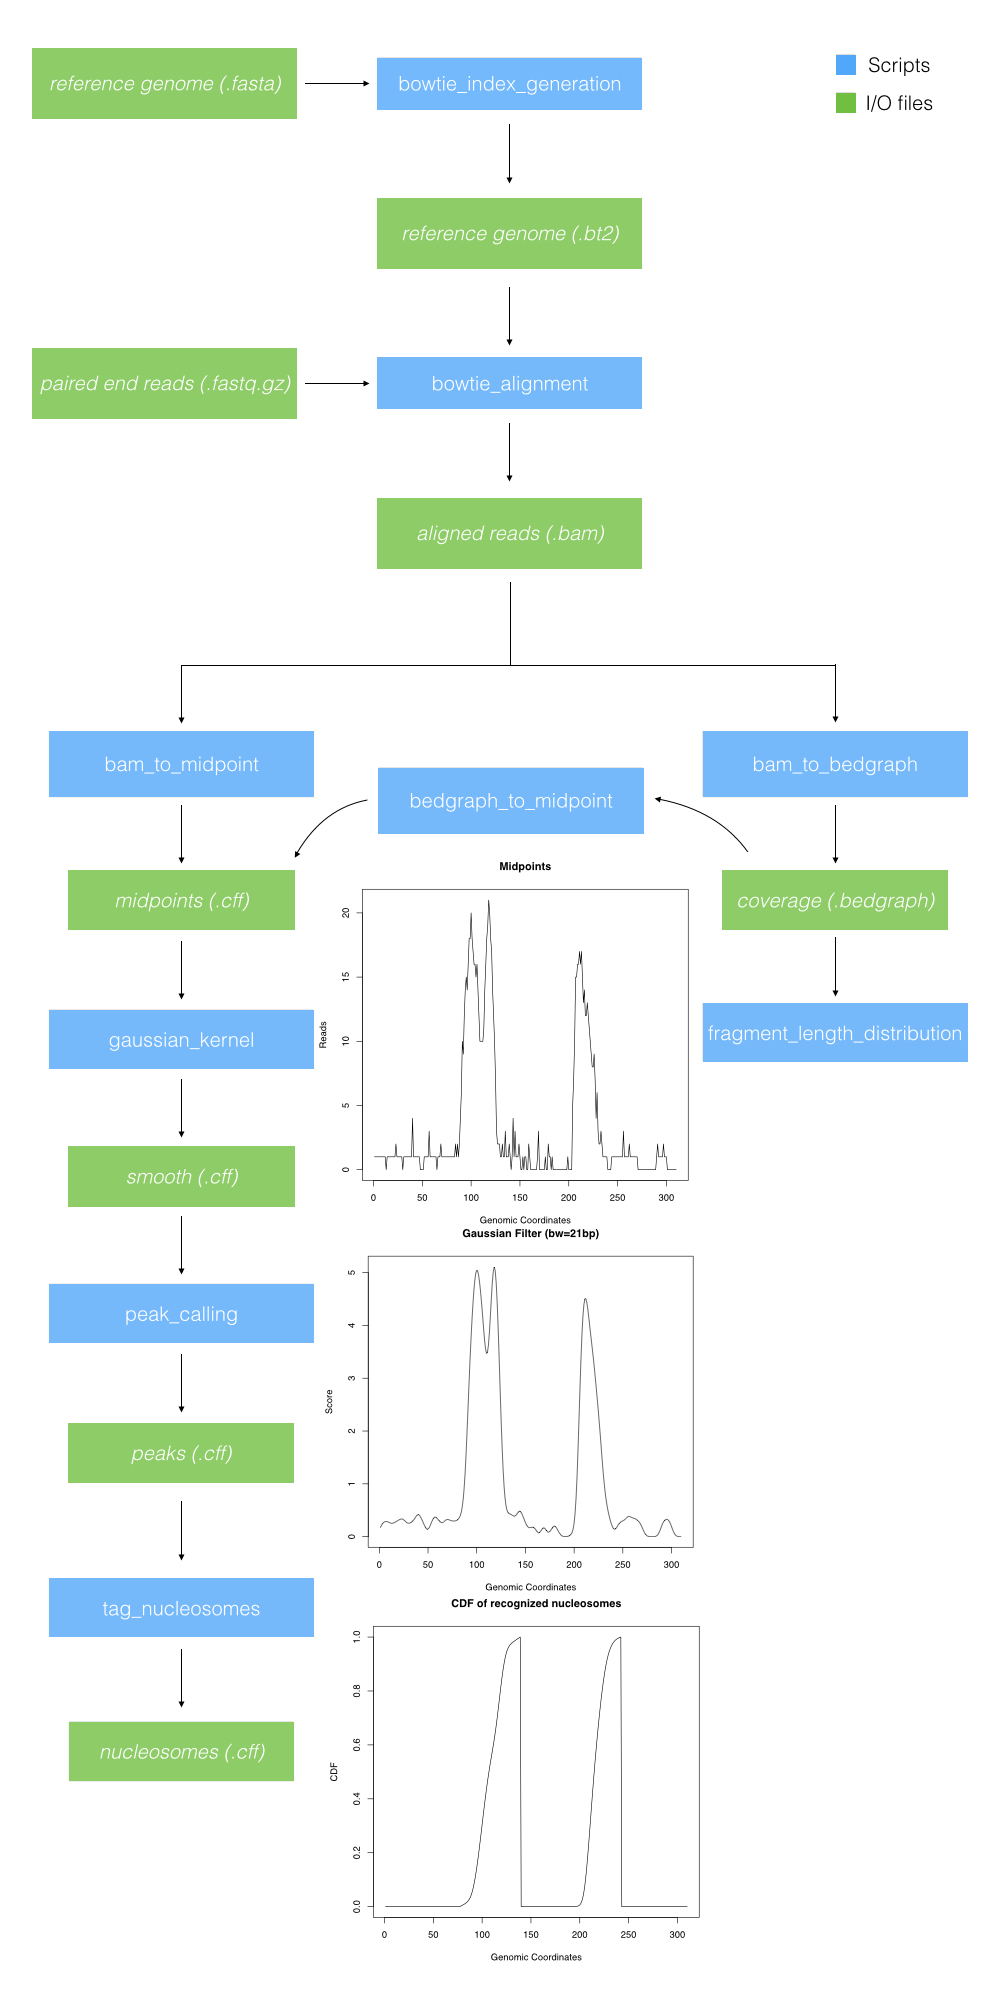 reference genome (.fasta)
bowtie_index_generation
Scripts
I/O files
reference genome (.bt2)
paired end reads (.fastq.gz)
bowtie_alignment
aligned reads (.bam)
bam_to_midpoint
bedgraph_to_midpoint
bam_to_bedgraph
midpoints (.cff)
coverage (.bedgraph)
gaussian_kernel
fragment_length_distribution
smooth (.cff)
peak_calling
peaks (.cff)
tag_nucleosomes
nucleosomes (.cff)
Midpoints
Reads
20
15
10
5
0
0 50 100 150 200 250 300
Genomic Coordinates
Gaussian Filter (bw=21bp)
Score
5
4
3
2
1
0
0 50 100 150 200 250 300
Genomic Coordinates
CDF of recognized nucleosomes
CDF
1.0
0.8
0.6
0.4
0.2
0.0
0 50 100 150 200 250 300
Genomic Coordinates